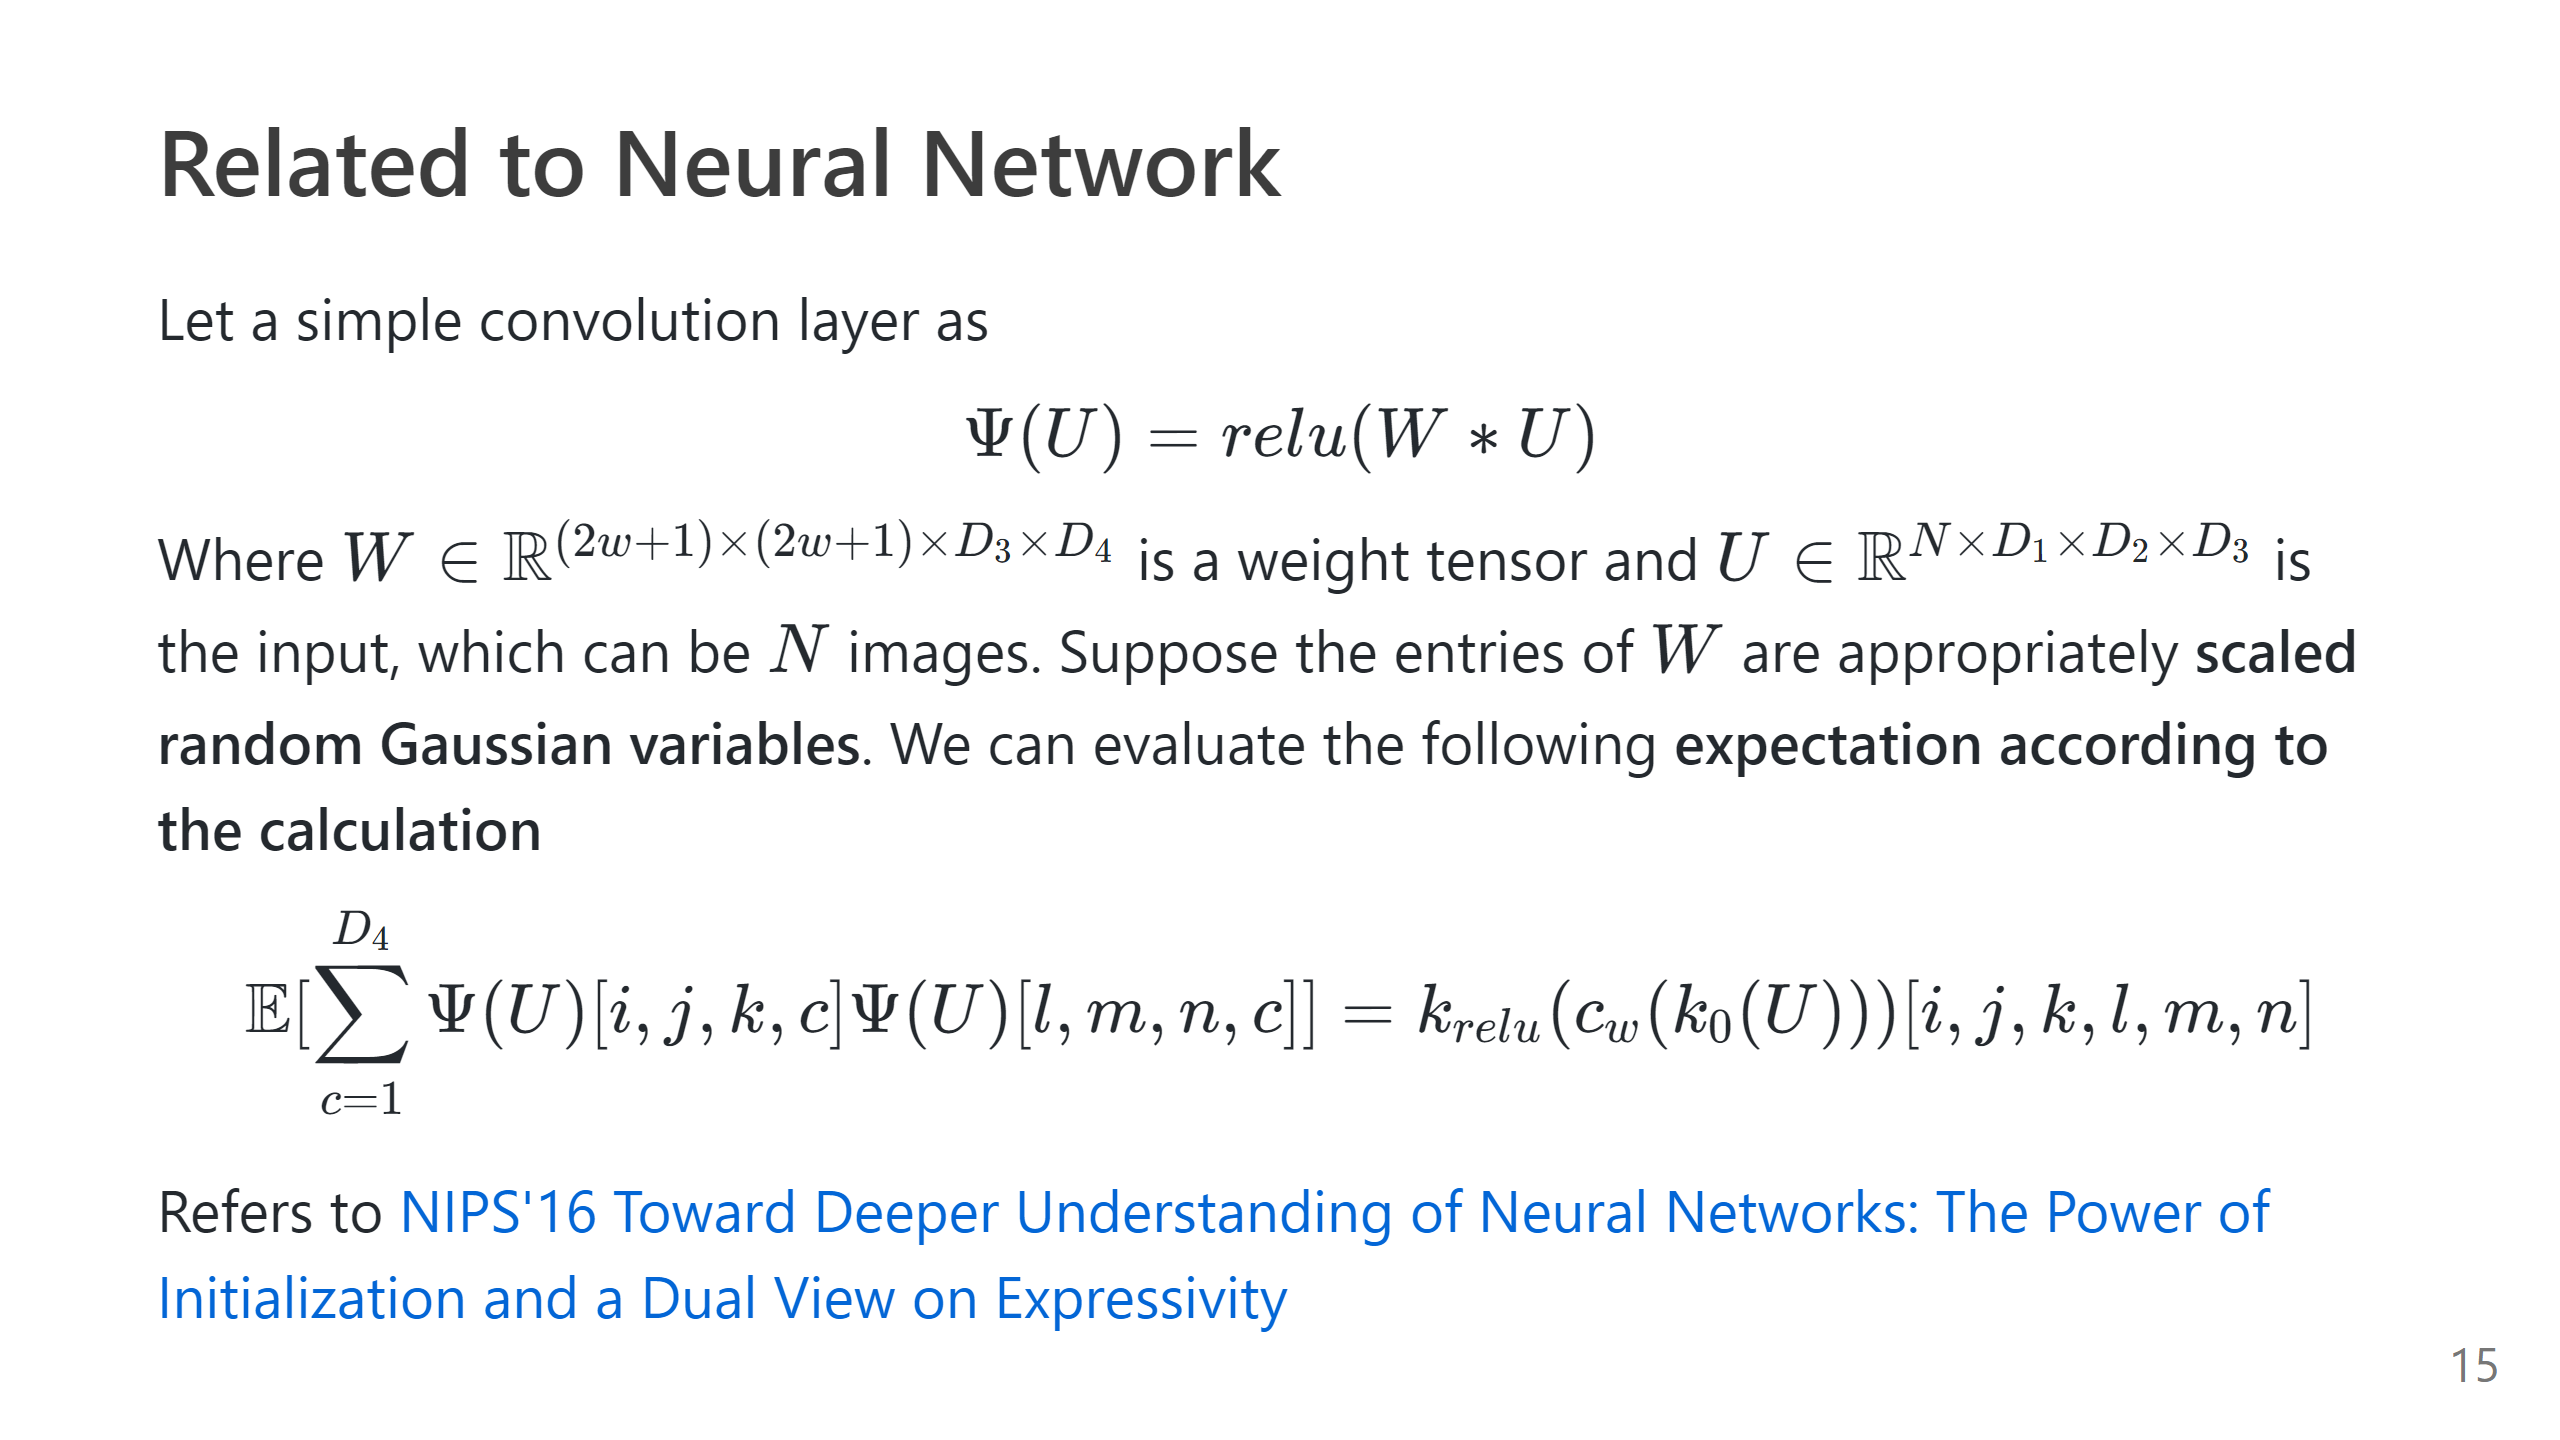 Related to Neural Network
Let a simple convolution layer as
Ψ(U) = relu(W ∗ U)
Where W ∈ ℝ^{(2w+1)×(2w+1)×D_3×D_4} is a weight tensor and U ∈ ℝ^{N×D_1×D_2×D_3} is
the input, which can be N images. Suppose the entries of W are appropriately scaled
random Gaussian variables. We can evaluate the following expectation according to
the calculation
𝔼[∑_{c=1}^{D_4} Ψ(U)[i, j, k, c]Ψ(U)[l, m, n, c]] = k_{relu}(c_w(k_0(U)))[i, j, k, l, m, n]
Refers to NIPS'16 Toward Deeper Understanding of Neural Networks: The Power of
Initialization and a Dual View on Expressivity
15